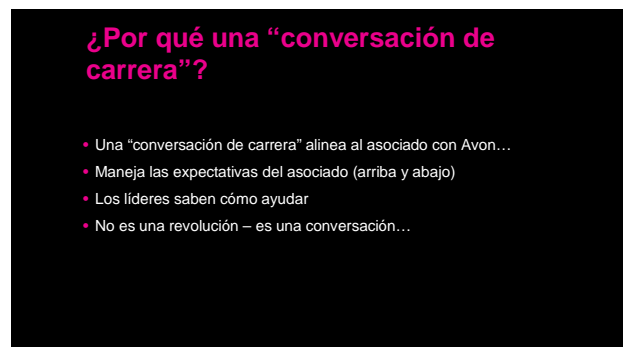 ¿Por qué una “conversación de
carrera”?
• Una “conversación de carrera” alinea al asociado con Avon…
• Maneja las expectativas del asociado (arriba y abajo)
• Los líderes saben cómo ayudar
• No es una revolución – es una conversación…